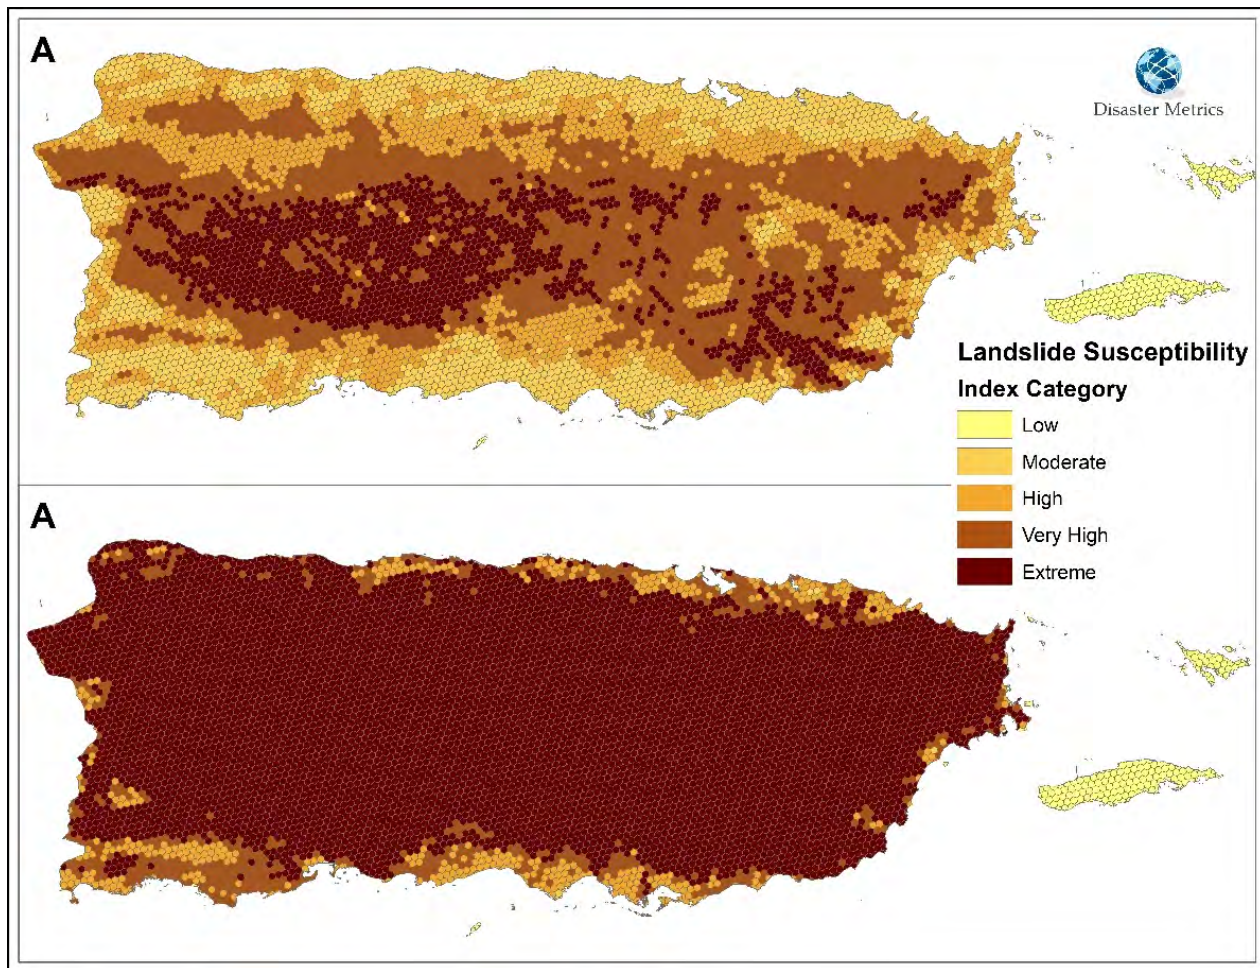 A
Disaster Metrics
Landslide Susceptibility
Index Category
Low
Moderate
High
Very High
Extreme
A